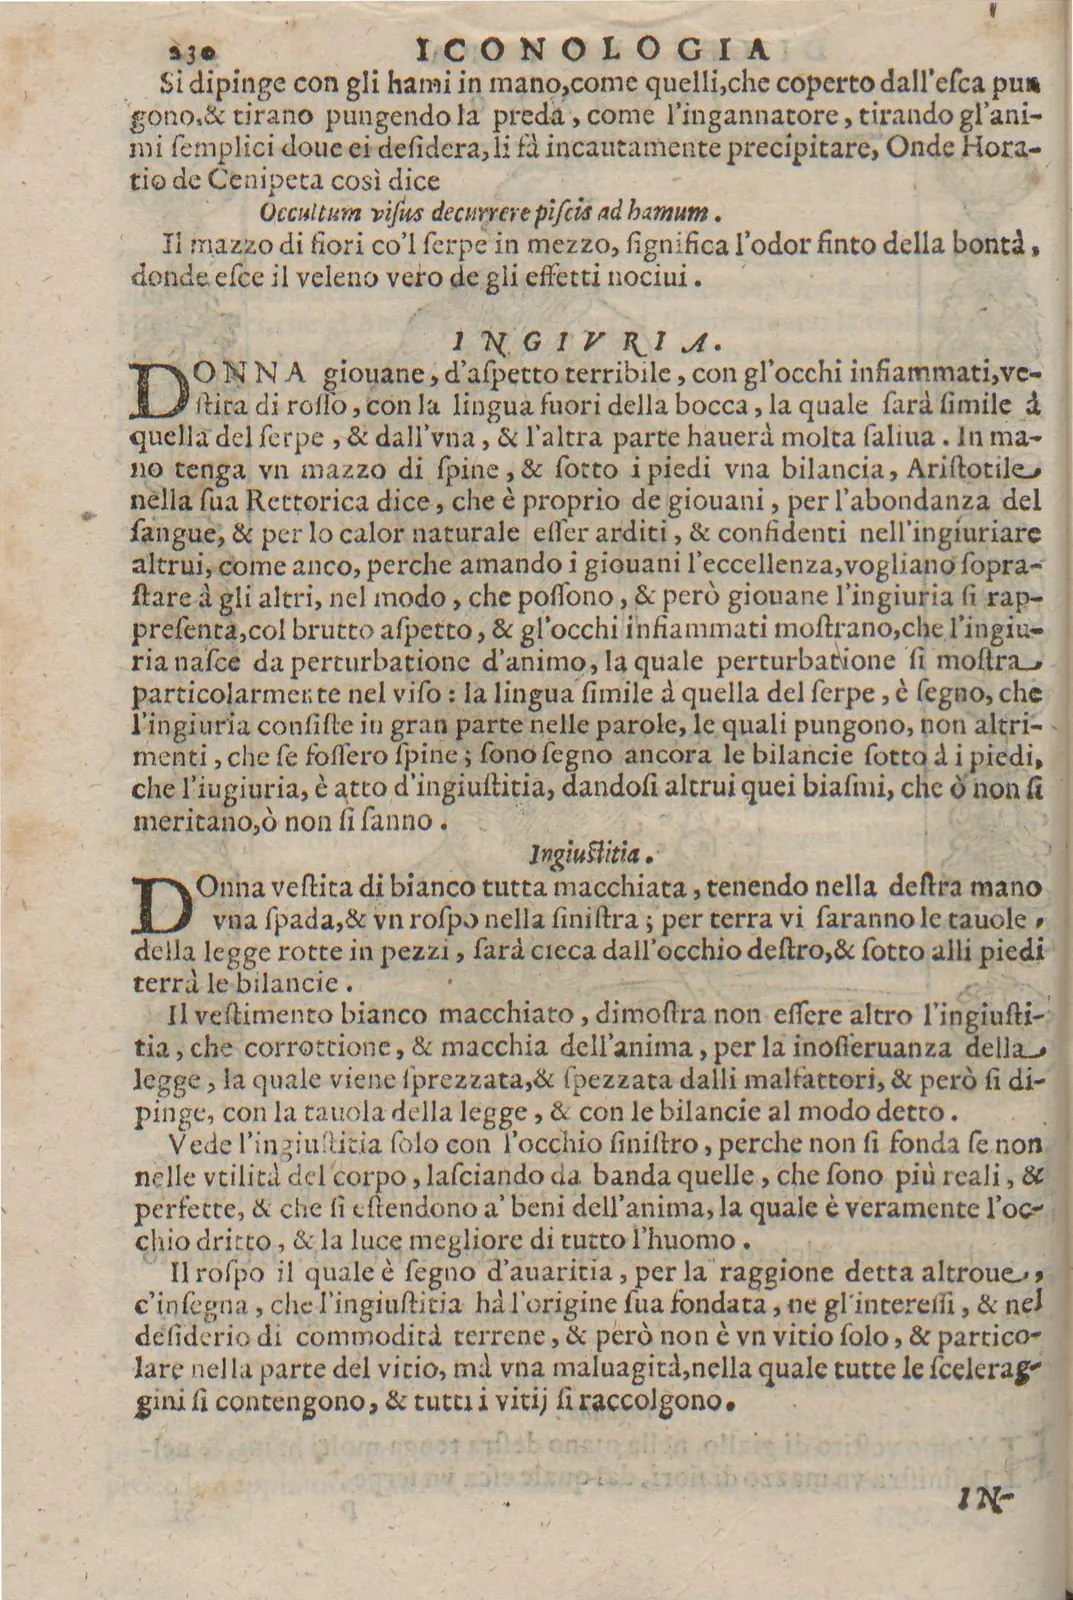 230 ICONOLOGIA
Si dipinge con gli hami in mano,come quelli,che coperto dall'eſca pun
gono,& tirano pungendo la preda , come l'ingannatore , tirando gl'ani-
mi ſemplici doue ei deſidera, li fà incautamente precipitare, Onde Hora-
tio de Cenipeta così dice
Occultum viſus decurrere piſcis ad hamum .
Il mazzo di fiori co'l ſerpe in mezzo, ſignifica l'odor finto della bontà ,
donde eſce il veleno vero de gli effetti nociui .
INGIVRIA.
DONNA giouane , d'aſpetto terribile , con gl'occhi infiammati,ve-
ſtita di roſſo , con la lingua fuori della bocca , la quale ſarà ſimile à
quella del ſerpe , & dall'vna , & l'altra parte hauerà molta ſaliua . In ma-
no tenga vn mazzo di ſpine , & ſotto i piedi vna bilancia, Ariſtotile
nella ſua Rettorica dice , che è proprio de giouani , per l'abondanza del
ſangue, & per lo calor naturale eſſer arditi , & confidenti nell'ingiuriare
altrui, come anco, perche amando i giouani l'eccellenza,vogliano ſopra-
ſtare à gli altri, nel modo , che poſſono , & però giouane l'ingiuria ſi rap-
preſenta,col brutto aſpetto , & gl'occhi infiammati moſtrano,che l'ingiu-
ria naſce da perturbatione d'animo, la quale perturbatione ſi moſtra
particolarmente nel viſo : la lingua ſimile à quella del ſerpe , è ſegno, che
l'ingiuria conſiſte in gran parte nelle parole, le quali pungono, non altri-
menti , che ſe foſſero ſpine ; ſono ſegno ancora le bilancie ſotto à i piedi,
che l'iugiuria, è atto d'ingiuſtitia, dandoſi altrui quei biaſmi, che ò non ſi
meritano,ò non ſi ſanno .
Ingiuſtitia .
DOnna veſtita di bianco tutta macchiata , tenendo nella deſtra mano
vna ſpada,& vn roſpo nella ſiniſtra ; per terra vi ſaranno le tauole ,
della legge rotte in pezzi , ſarà cieca dall'occhio deſtro,& ſotto alli piedi
terrà le bilancie .
Il veſtimento bianco macchiato , dimoſtra non eſſere altro l'ingiuſti-
tia , che corrottione , & macchia dell'anima , per la inoſſeruanza della
legge , la quale viene ſprezzata,& ſpezzata dalli malfattori, & però ſi di-
pinge, con la tauola della legge , & con le bilancie al modo detto .
Vede l'ingiuſtitia ſolo con l'occhio ſiniſtro , perche non ſi fonda ſe non
nelle vtilità del corpo , laſciando da banda quelle , che ſono più reali , &
perfette, & che ſi eſtendono a' beni dell'anima, la quale è veramente l'oc-
chio dritto , & la luce megliore di tutto l'huomo .
Il roſpo il quale è ſegno d'auaritia , per la raggione detta altroue ,
c'inſegna , che l'ingiuſtitia hà l'origine ſua fondata , ne gl'intereſſi , & nel
deſiderio di commodità terrene , & però non è vn vitio ſolo , & partico-
lare nella parte del vitio, mà vna maluagità,nella quale tutte le ſcelerag-
gini ſi contengono, & tutti i vitij ſi raccolgono.
IN-